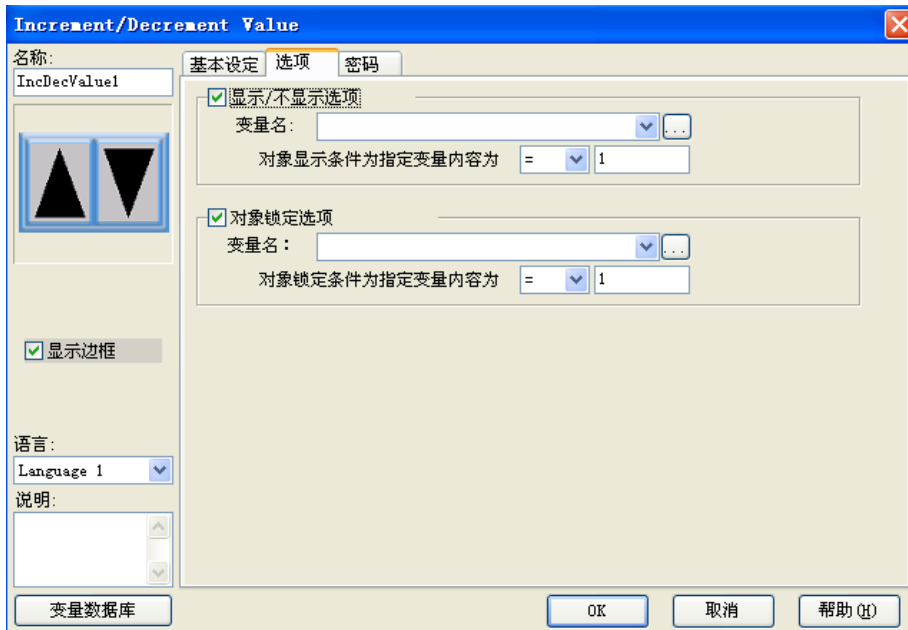 Increment/Decrement Value
名称:
IncDecValue1
基本设定 选项 密码
显示/不显示选项
变量名:
...
对象显示条件为指定变量内容为 = 1
对象锁定选项
变量名：
...
对象锁定条件为指定变量内容为 = 1
显示边框
语言:
Language 1
说明:
变量数据库
OK 取消 帮助(H)